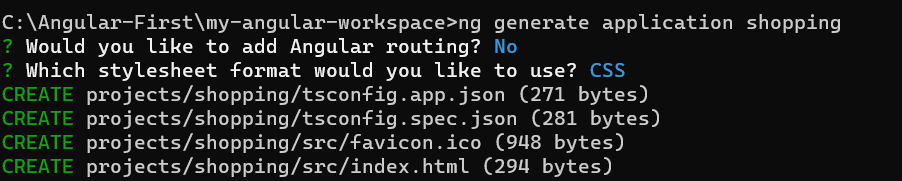 C:\Angular-First\my-angular-workspace>ng generate application shopping
? Would you like to add Angular routing? No
? Which stylesheet format would you like to use? CSS
CREATE projects/shopping/tsconfig.app.json (271 bytes)
CREATE projects/shopping/tsconfig.spec.json (281 bytes)
CREATE projects/shopping/src/favicon.ico (948 bytes)
CREATE projects/shopping/src/index.html (294 bytes)